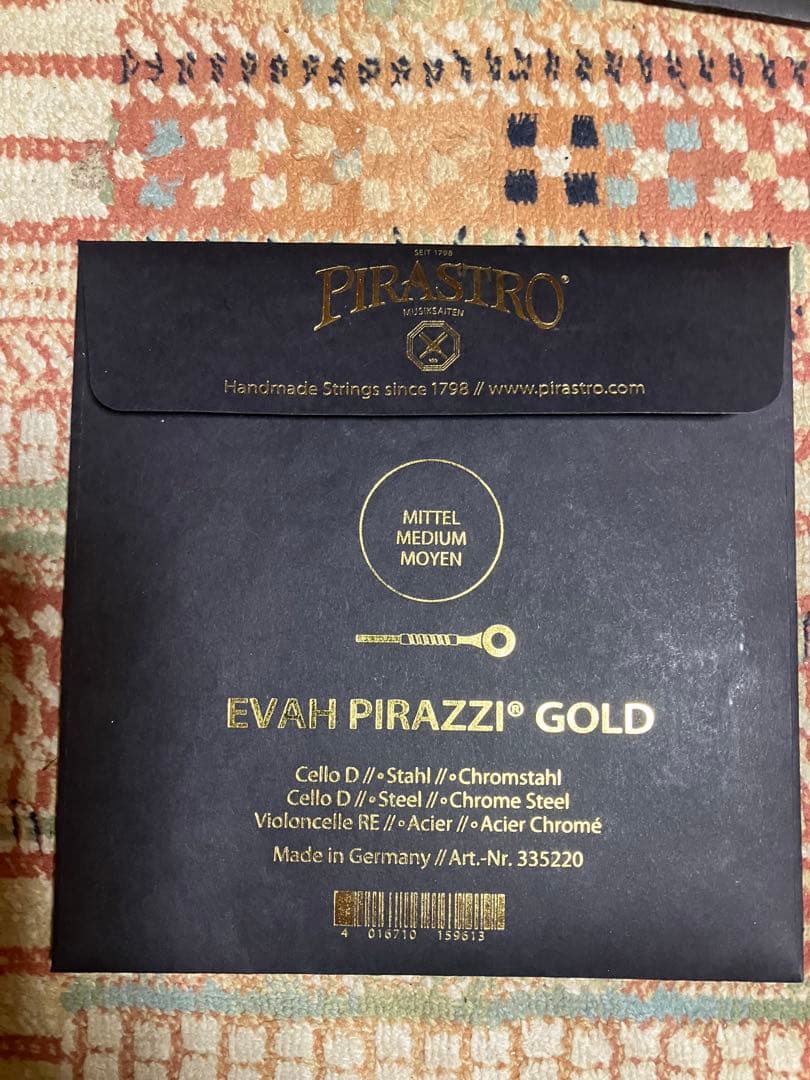 SEIT 1798
PIRASTRO®
MUSIKSAITEN
Handmade Strings since 1798 // www.pirastro.com
MITTEL
MEDIUM
MOYEN
EVAH PIRAZZI® GOLD
Cello D // ∘ Stahl // ∘ Chromstahl
Cello D // ∘ Steel // ∘ Chrome Steel
Violoncelle RE // ∘ Acier // ∘ Acier Chromé
Made in Germany // Art.-Nr. 335220
4 016710 159613